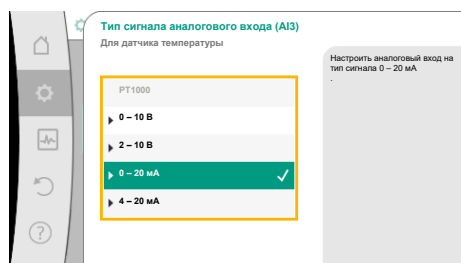 Тип сигнала аналогового входа (AI3)
Для датчика температуры
Настроить аналоговый вход на
тип сигнала 0 – 20 мА
.
PT1000
0 – 10 В
2 – 10 В
0 – 20 мА
4 – 20 мА
?